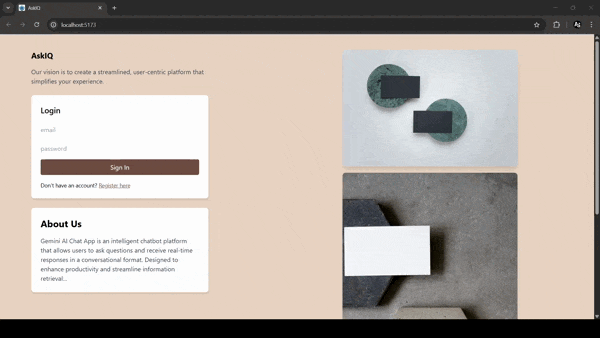 AskIQ
localhost:5173
AskIQ
Our vision is to create a streamlined, user-centric platform that
simplifies your experience.
Login
email
password
Sign In
Don't have an account? Register here
About Us
Gemini AI Chat App is an intelligent chatbot platform
that allows users to ask questions and receive real-time
responses in a conversational format. Designed to
enhance productivity and streamline information
retrieval...